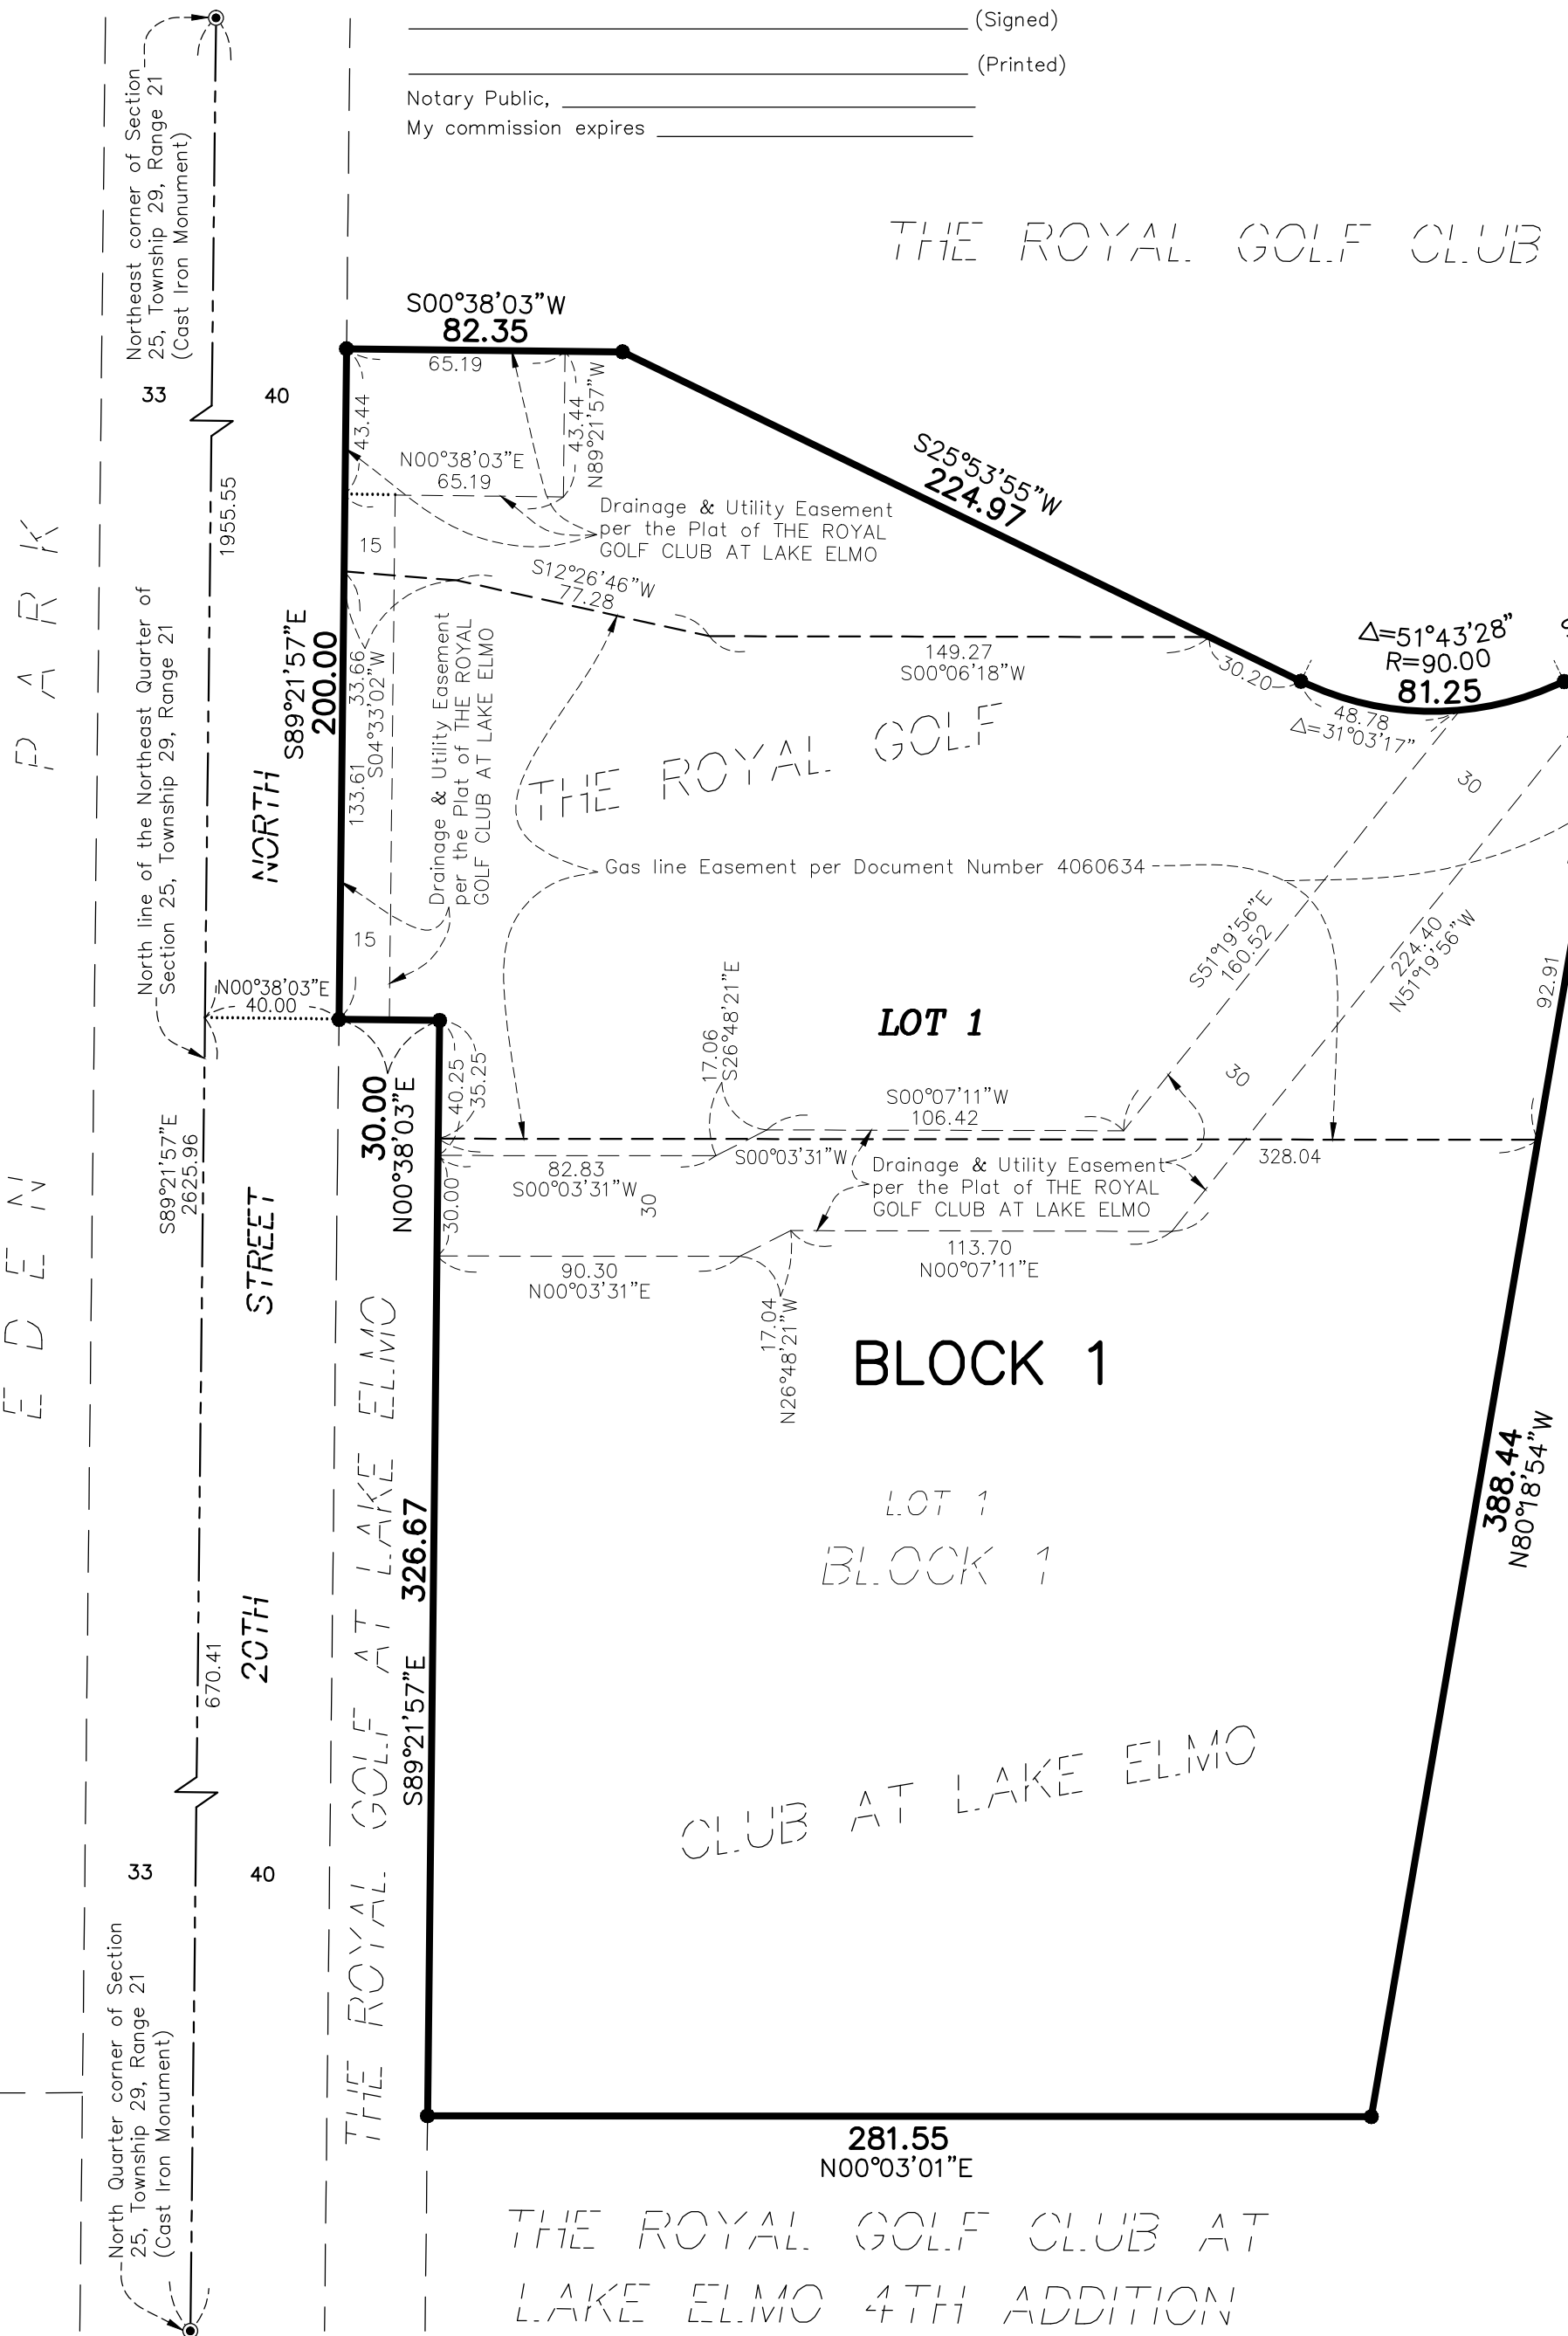 (Signed)
(Printed)
Notary Public,
My commission expires
THE ROYAL GOLF CLUB
Northeast corner of Section
25, Township 29, Range 21
(Cast Iron Monument)
33
40
1955.55
PARK
EDEN
North line of the Northeast Quarter of
Section 25, Township 29, Range 21
S00°38'03"W
82.35
65.19
43.44
43.44
N89°21'57"W
N00°38'03"E
65.19
Drainage & Utility Easement
per the Plat of THE ROYAL
GOLF CLUB AT LAKE ELMO
S25°53'55"W
224.97
15
S12°26'46"W
77.28
149.27
S00°06'18"W
30.20
Δ=51°43'28"
R=90.00
81.25
48.78
Δ=31°03'17"
S89°21'57"E
200.00
33.66
S04°33'02"W
133.61
Drainage & Utility Easement
per the Plat of THE ROYAL
GOLF CLUB AT LAKE ELMO
THE ROYAL GOLF
30
NORTH
Gas line Easement per Document Number 4060634
15
N00°38'03"E
40.00
S51°19'56"E
160.52
224.40
N51°19'56"W
92.91
LOT 1
17.06
S26°48'21"E
30.00
N00°38'03"E
40.25
35.25
S00°07'11"W
106.42
30
S89°21'57"E
2625.96
82.83
S00°03'31"W
S00°03'31"W
328.04
30.00
30
Drainage & Utility Easement
per the Plat of THE ROYAL
GOLF CLUB AT LAKE ELMO
90.30
N00°03'31"E
113.70
N00°07'11"E
17.04
N26°48'21"W
STREET
BLOCK 1
LOT 1
BLOCK 1
388.44
N80°18'54"W
326.67
S89°21'57"E
20TH
670.41
THE ROYAL GOLF AT LAKE ELMO
CLUB AT LAKE ELMO
33
40
North Quarter corner of Section
25, Township 29, Range 21
(Cast Iron Monument)
281.55
N00°03'01"E
THE ROYAL GOLF CLUB AT
LAKE ELMO 4TH ADDITION